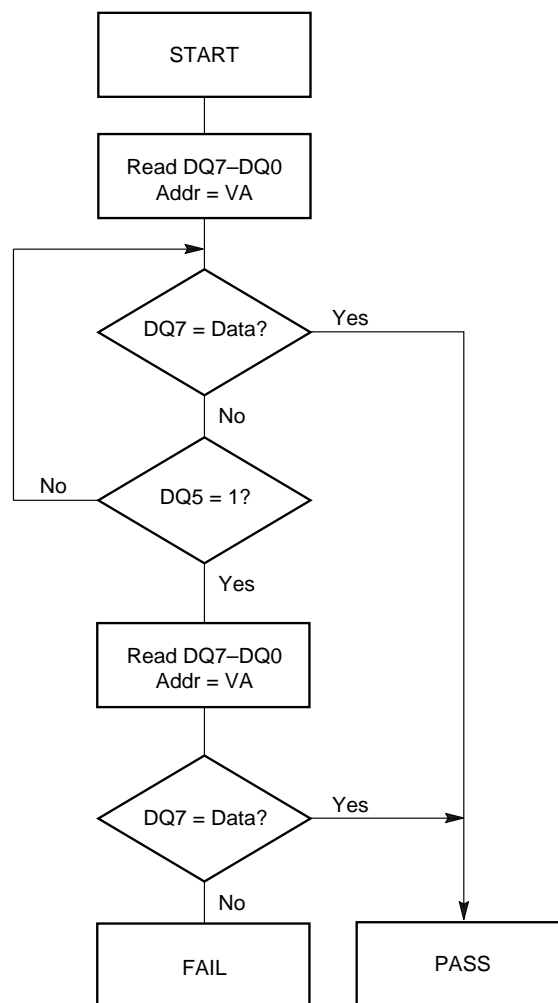 START
Read DQ7–DQ0
Addr = VA
DQ7 = Data?
Yes
No
No
DQ5 = 1?
Yes
Read DQ7–DQ0
Addr = VA
DQ7 = Data?
Yes
No
FAIL
PASS